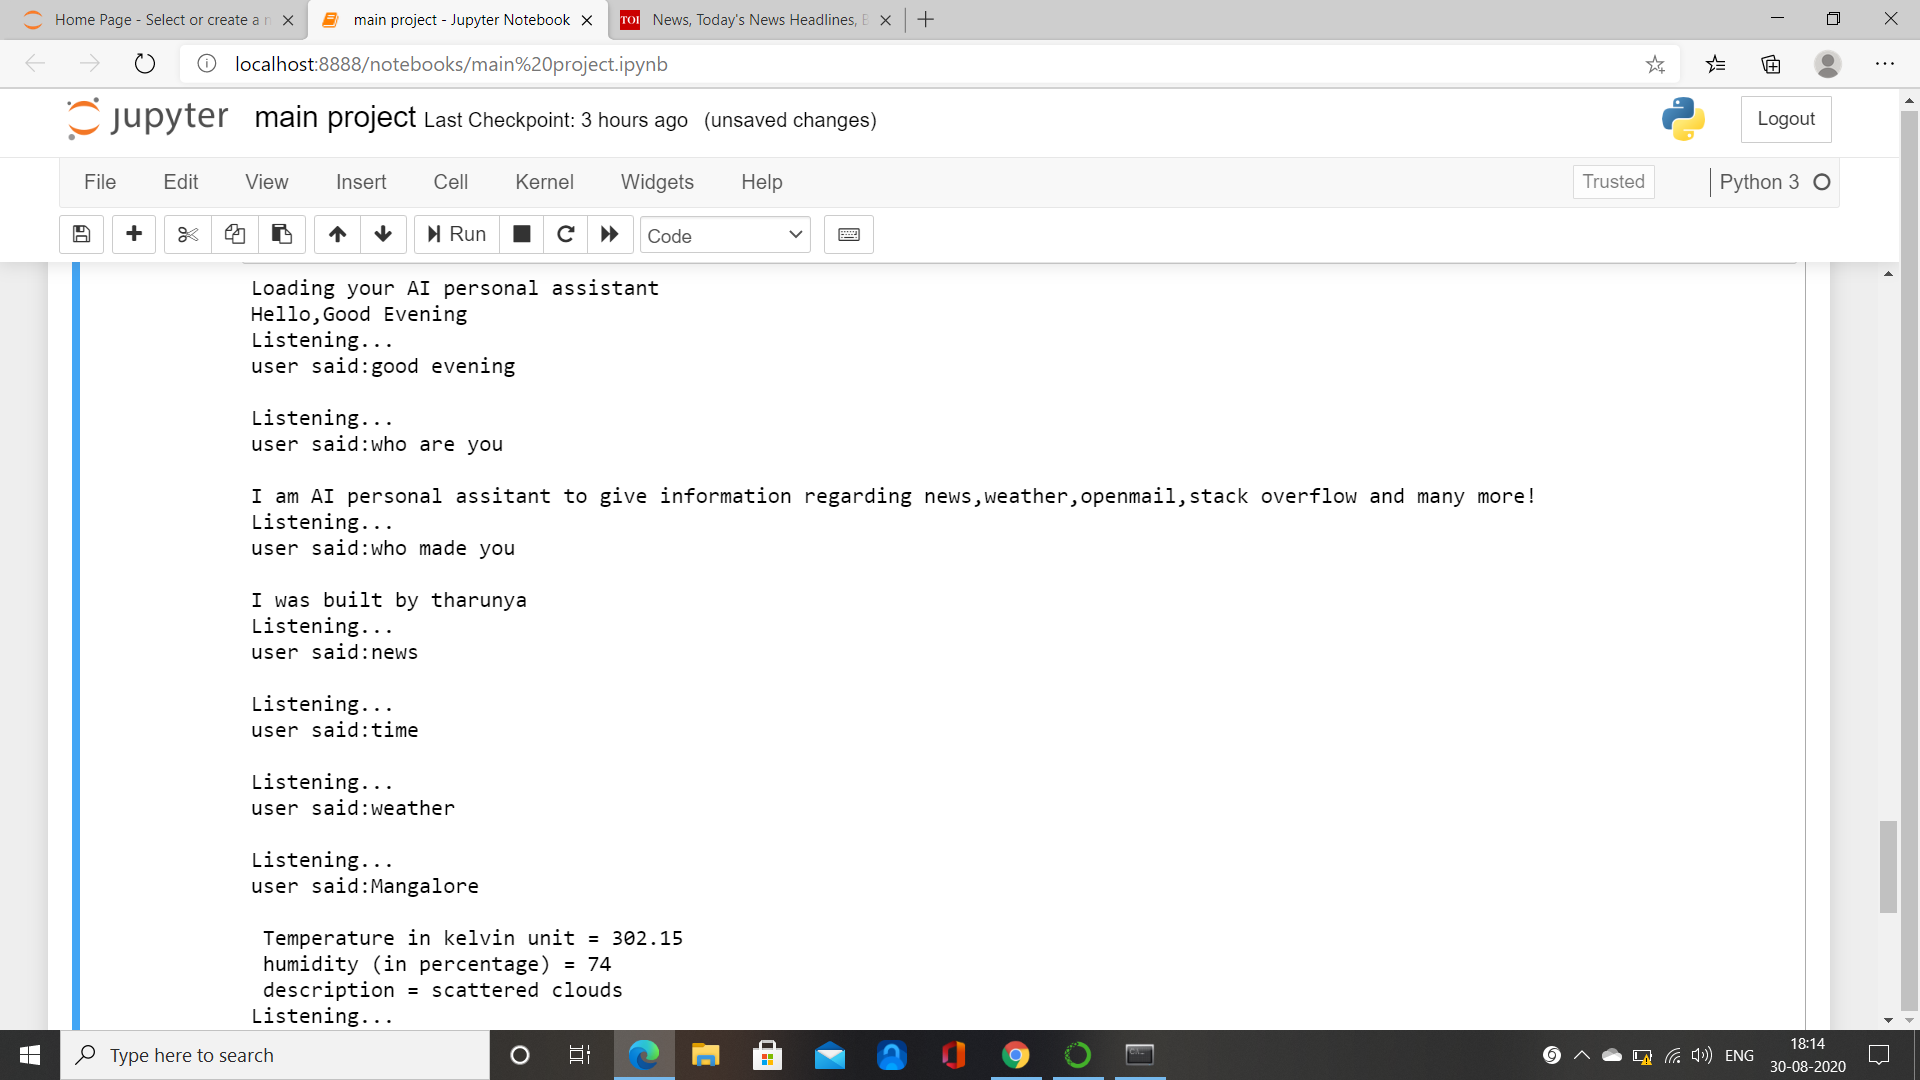 Home Page - Select or create a n
main project - Jupyter Notebook
TOI News, Today's News Headlines, B
localhost:8888/notebooks/main%20project.ipynb
jupyter main project Last Checkpoint: 3 hours ago (unsaved changes)
Logout
File Edit View Insert Cell Kernel Widgets Help
Trusted Python 3
Run Code
Loading your AI personal assistant
Hello,Good Evening
Listening...
user said:good evening
Listening...
user said:who are you
I am AI personal assitant to give information regarding news,weather,openmail,stack overflow and many more!
Listening...
user said:who made you
I was built by tharunya
Listening...
user said:news
Listening...
user said:time
Listening...
user said:weather
Listening...
user said:Mangalore
Temperature in kelvin unit = 302.15
humidity (in percentage) = 74
description = scattered clouds
Listening...
Type here to search
ENG
18:14
30-08-2020